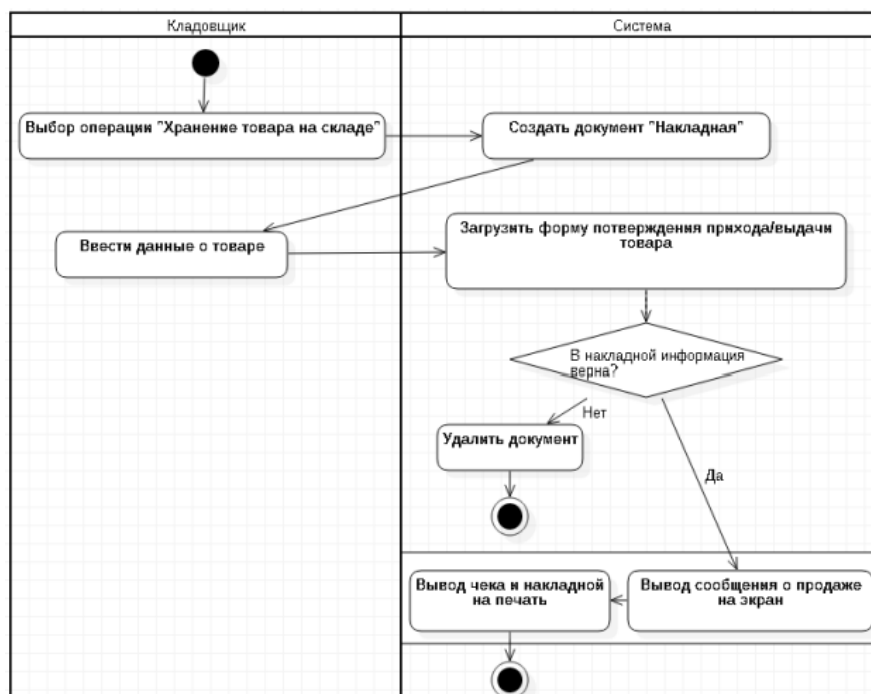 Кладовщик
Система
Выбор операции "Хранение товара на складе"
Создать документ "Накладная"
Ввести данные о товаре
Загрузить форму потверждения прихода/выдачи
товара
В накладной информация
верна?
Нет
Удалить документ
Да
Вывод чека и накладной
на печать
Вывод сообщения о продаже
на экран